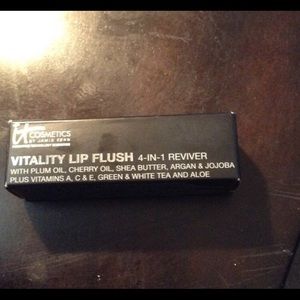 it
COSMETICS
BY JAMIE KERN
VITALITY LIP FLUSH 4-IN-1 REVIVER
WITH PLUM OIL, CHERRY OIL, SHEA BUTTER, ARGAN & JOJOBA
PLUS VITAMINS A, C & E, GREEN & WHITE TEA AND ALOE